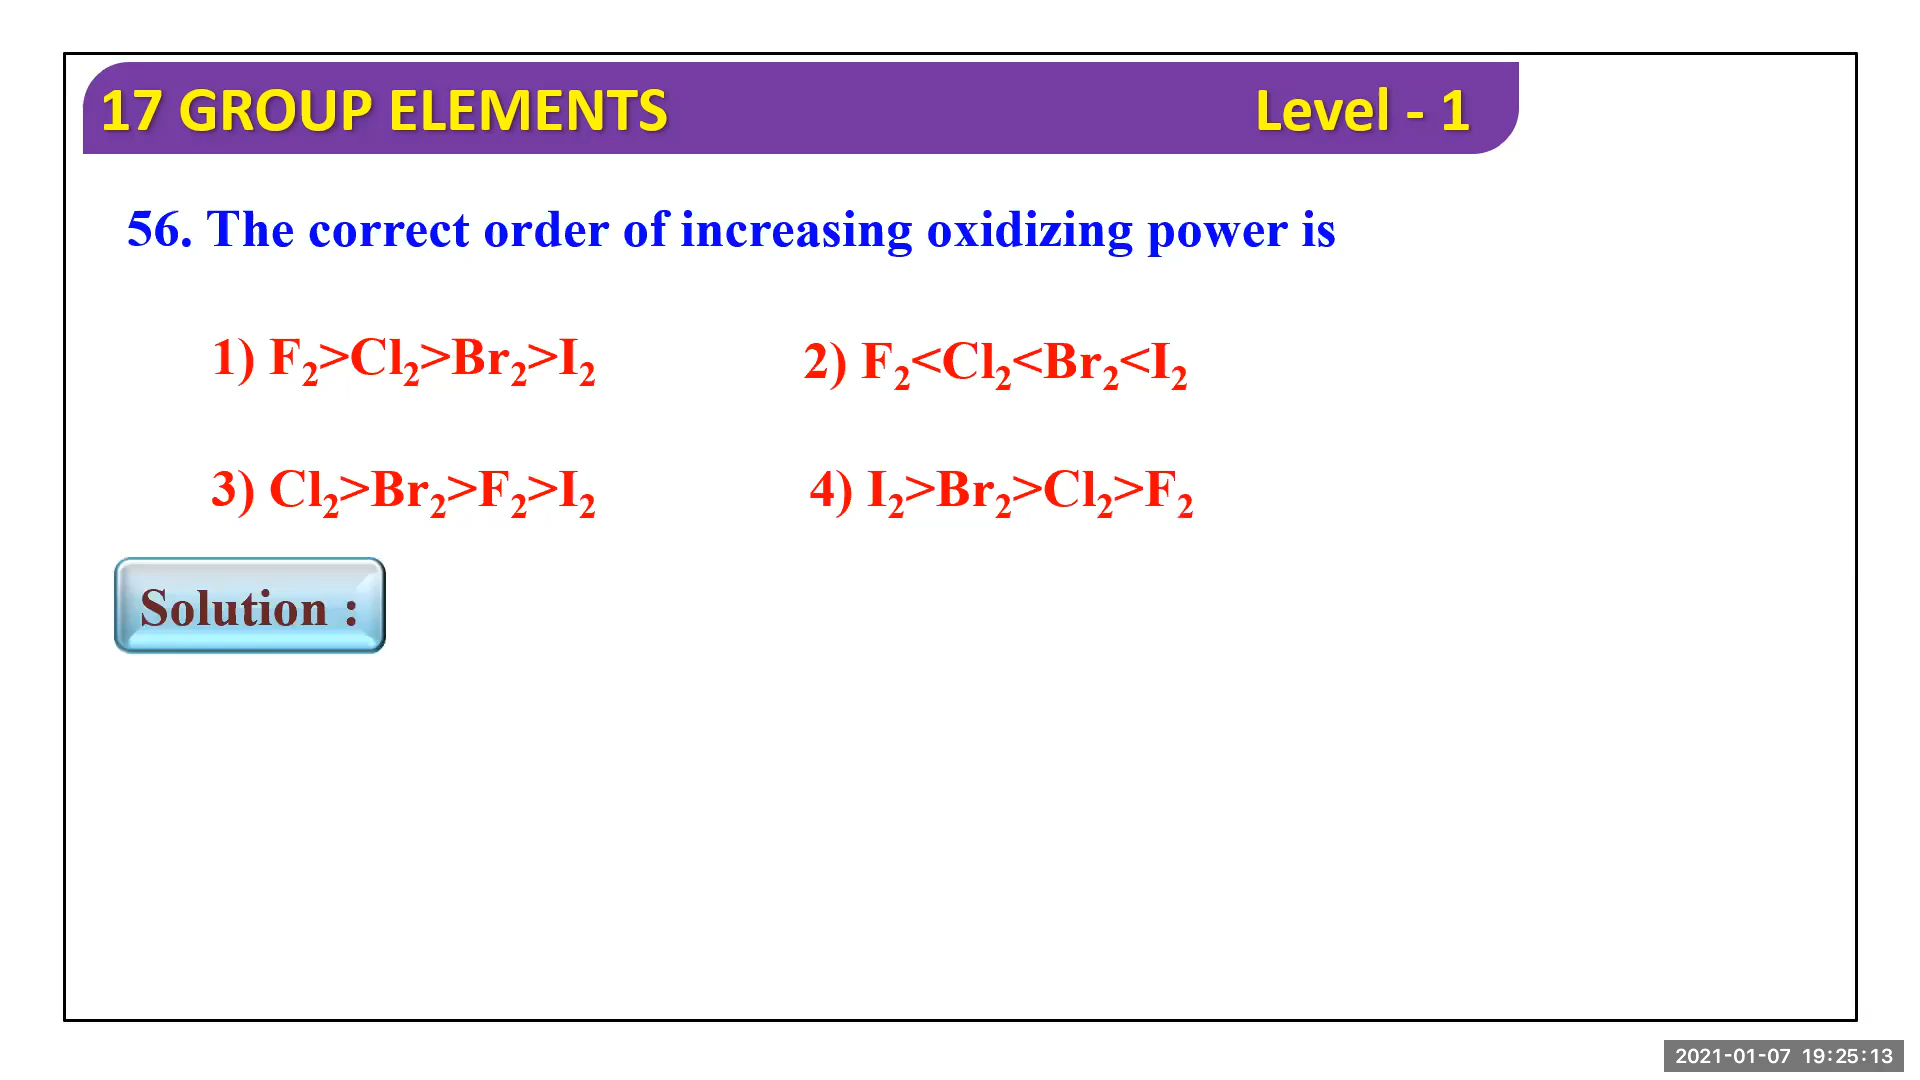 17 GROUP ELEMENTS Level - 1
56. The correct order of increasing oxidizing power is
1) F₂>Cl₂>Br₂>I₂ 2) F₂<Cl₂<Br₂<I₂
3) Cl₂>Br₂>F₂>I₂ 4) I₂>Br₂>Cl₂>F₂
Solution :
2021-01-07 19:25:13